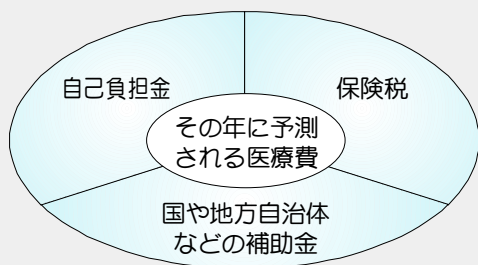 自己負担金
保険税
その年に予測
される医療費
国や地方自治体
などの補助金